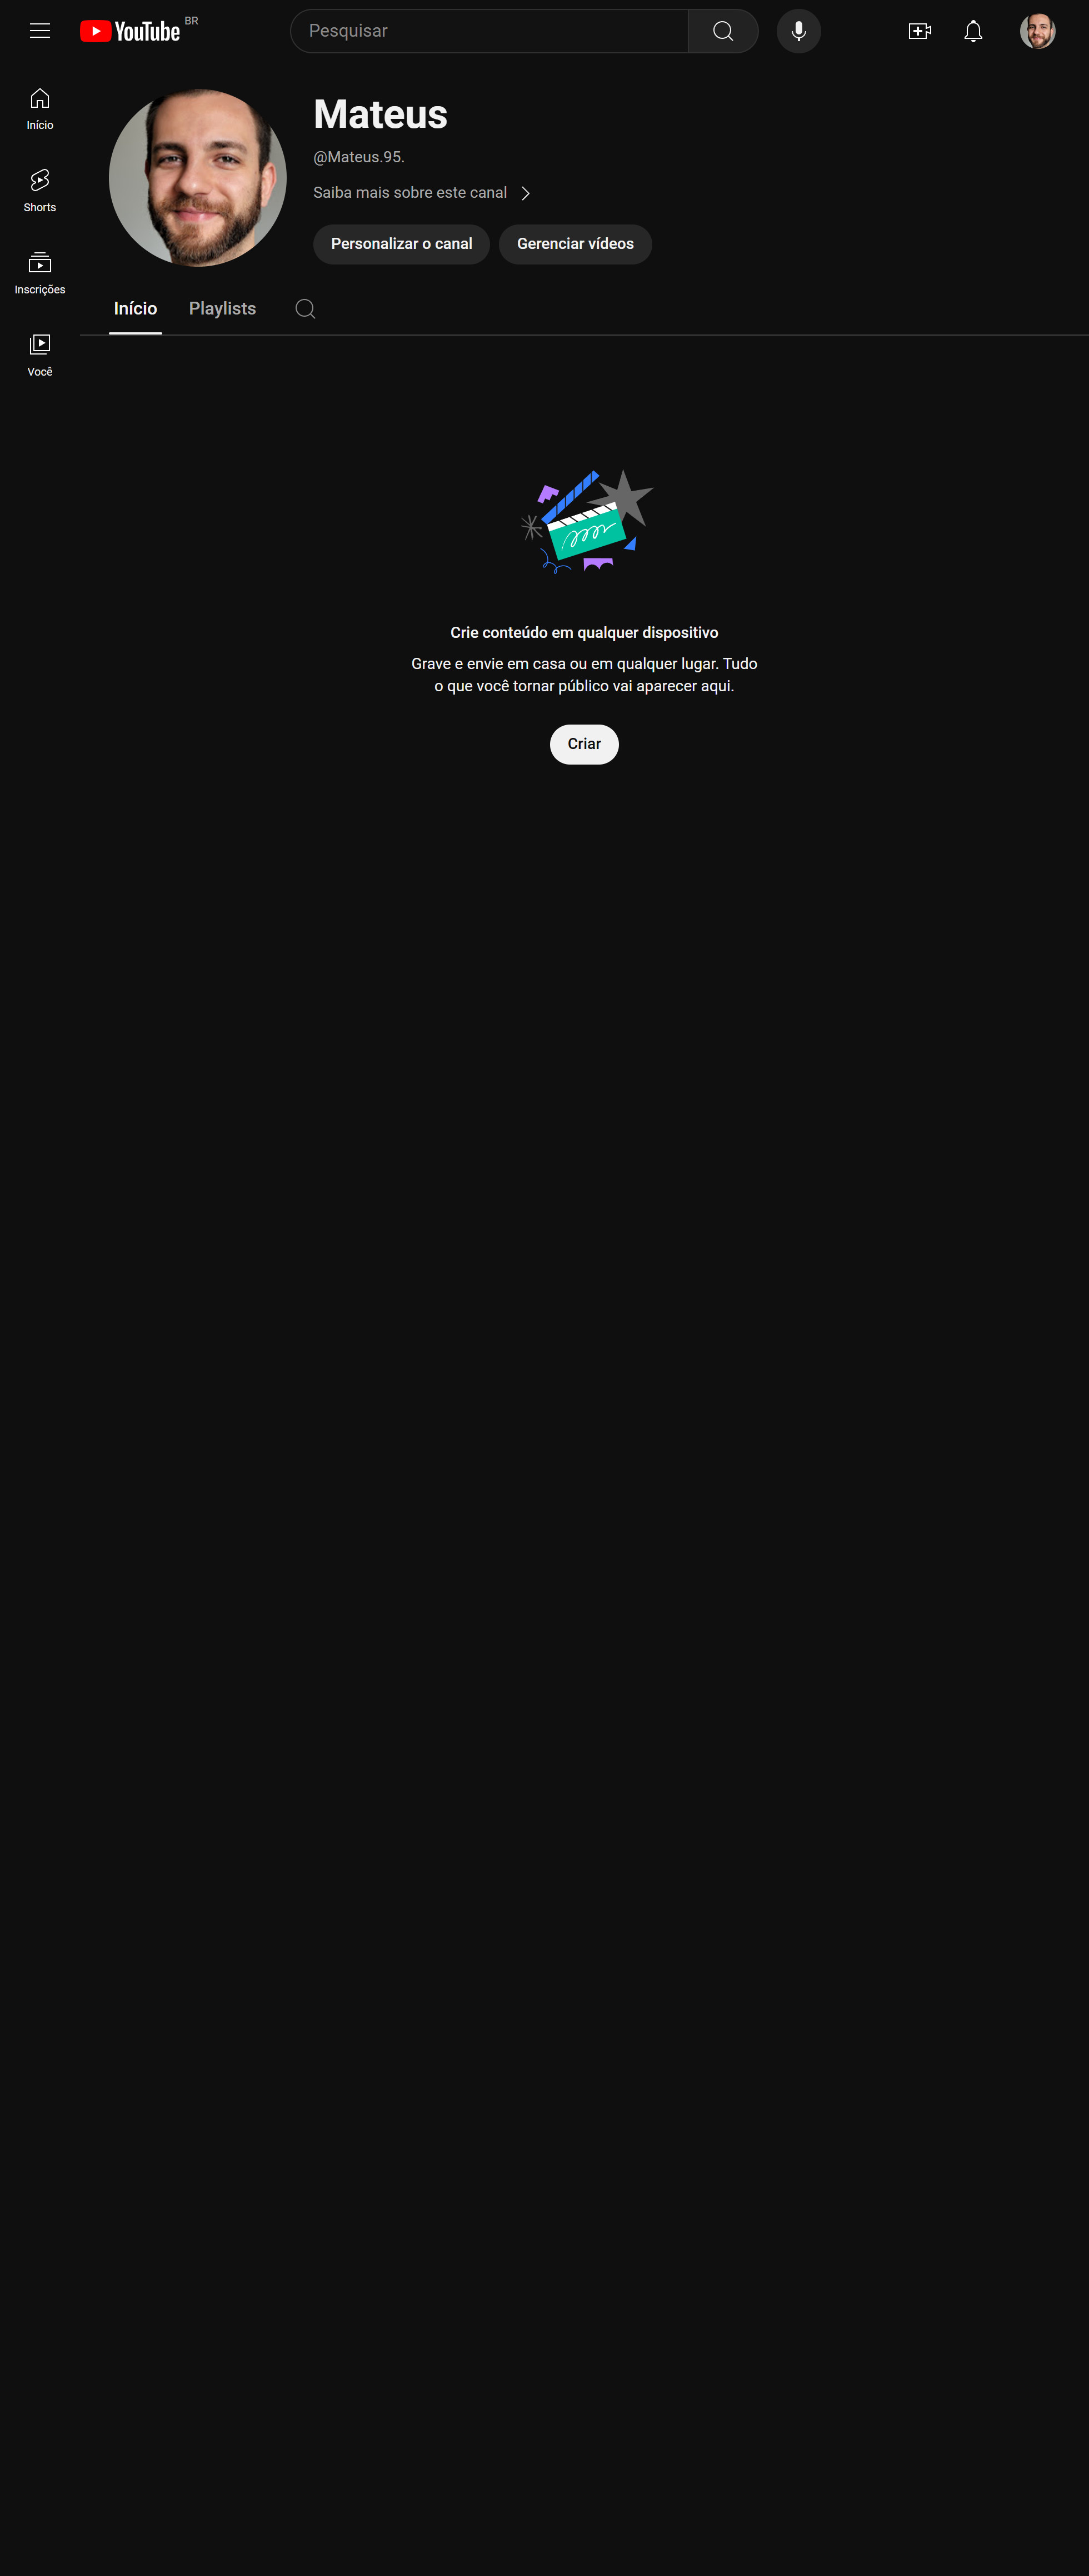 YouTube BR
Pesquisar
Início
Shorts
Inscrições
Você
Mateus
@Mateus.95.
Saiba mais sobre este canal
Personalizar o canal
Gerenciar vídeos
Início
Playlists
Crie conteúdo em qualquer dispositivo
Grave e envie em casa ou em qualquer lugar. Tudo
o que você tornar público vai aparecer aqui.
Criar